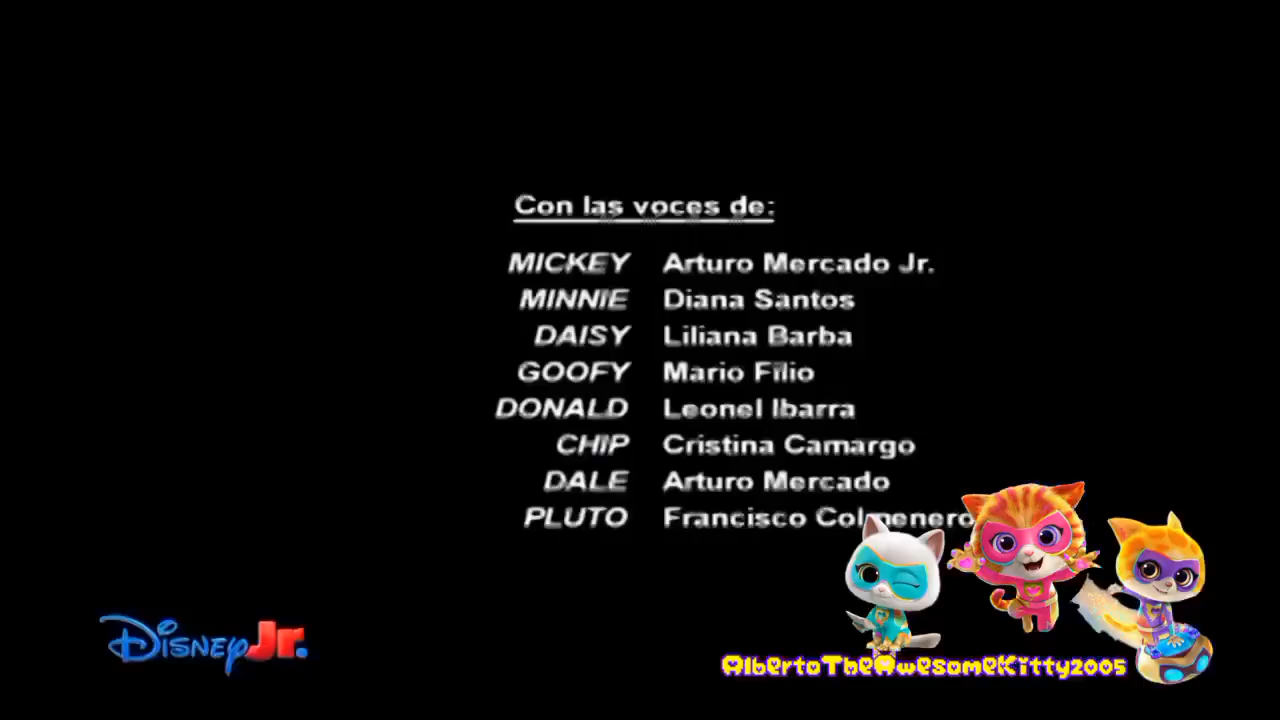 Con las voces de:
MICKEY Arturo Mercado Jr.
MINNIE Diana Santos
DAISY Liliana Barba
GOOFY Mario Filio
DONALD Leonel Ibarra
CHIP Cristina Camargo
DALE Arturo Mercado
PLUTO Francisco Colmenero
DISNEY Jr.
AlbertoTheAwesomeKitty2005